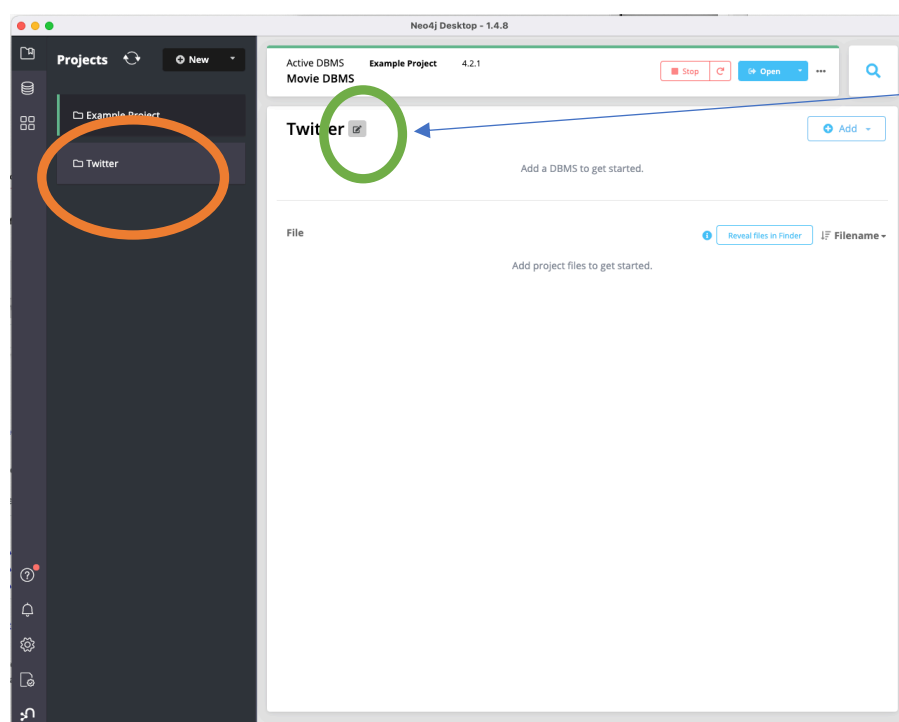 Neo4j Desktop - 1.4.8
Projects
New
Example Project
Twitter
Active DBMS Example Project 4.2.1
Movie DBMS
Stop Open
Twitter
Add
Add a DBMS to get started.
File
Reveal files in Finder Filename
Add project files to get started.